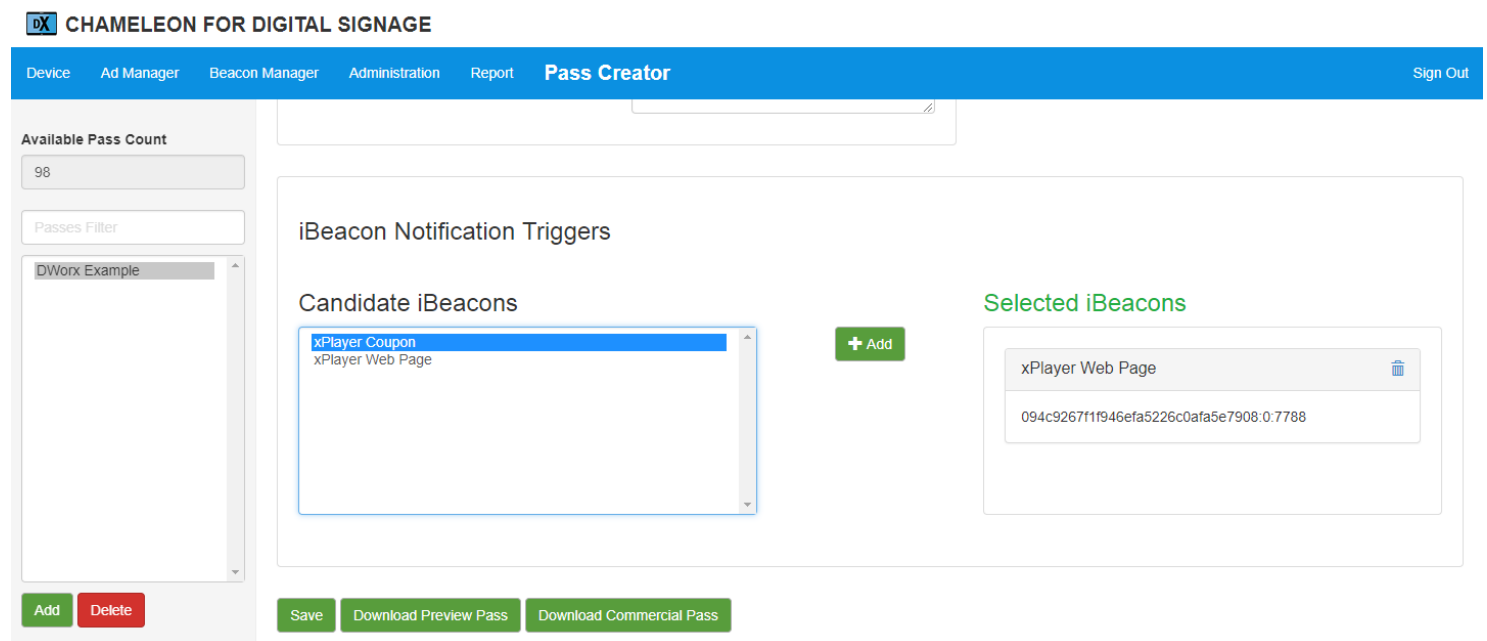 DX CHAMELEON FOR DIGITAL SIGNAGE
Device Ad Manager Beacon Manager Administration Report Pass Creator Sign Out
Available Pass Count
98
Passes Filter
DWorx Example
Add Delete
iBeacon Notification Triggers
Candidate iBeacons
xPlayer Coupon
xPlayer Web Page
Add
Selected iBeacons
xPlayer Web Page
094c9267f1f946efa5226c0afa5e7908:0:7788
Save Download Preview Pass Download Commercial Pass